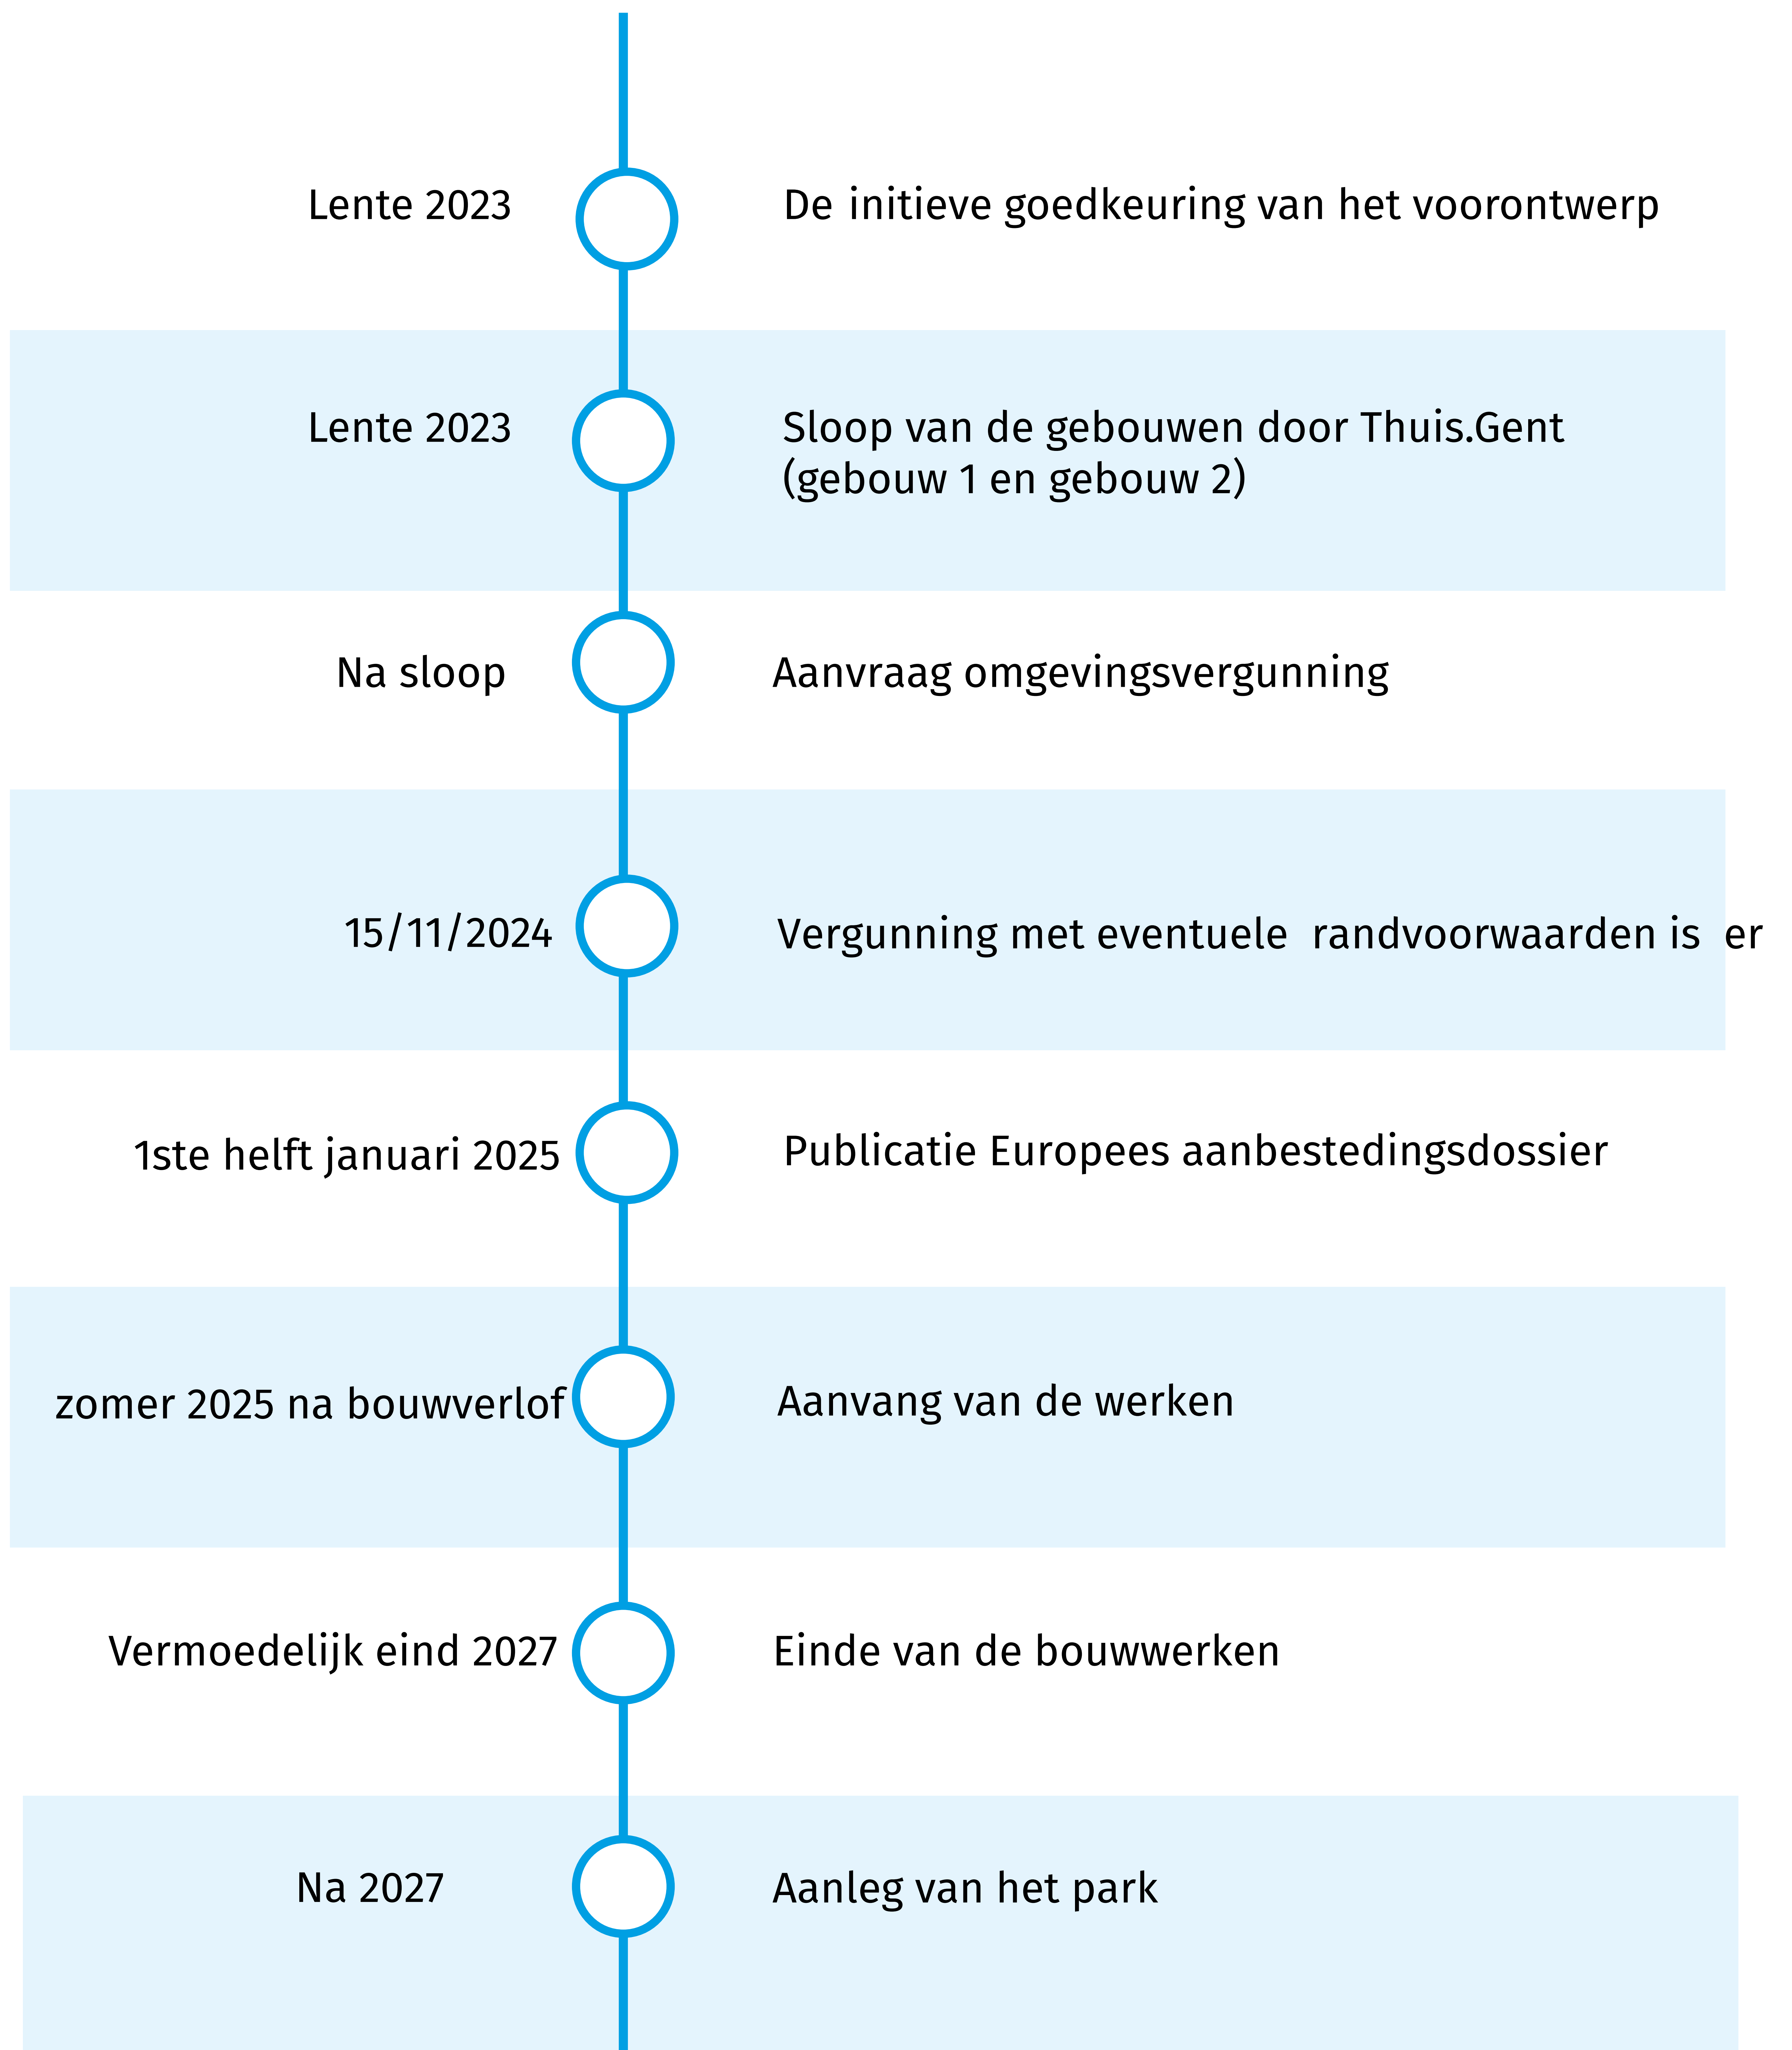 Lente 2023
De initieve goedkeuring van het voorontwerp
Lente 2023
Sloop van de gebouwen door Thuis.Gent
(gebouw 1 en gebouw 2)
Na sloop
Aanvraag omgevingsvergunning
15/11/2024
Vergunning met eventuele randvoorwaarden is er
1ste helft januari 2025
Publicatie Europees aanbestedingsdossier
zomer 2025 na bouwverlof
Aanvang van de werken
Vermoedelijk eind 2027
Einde van de bouwwerken
Na 2027
Aanleg van het park